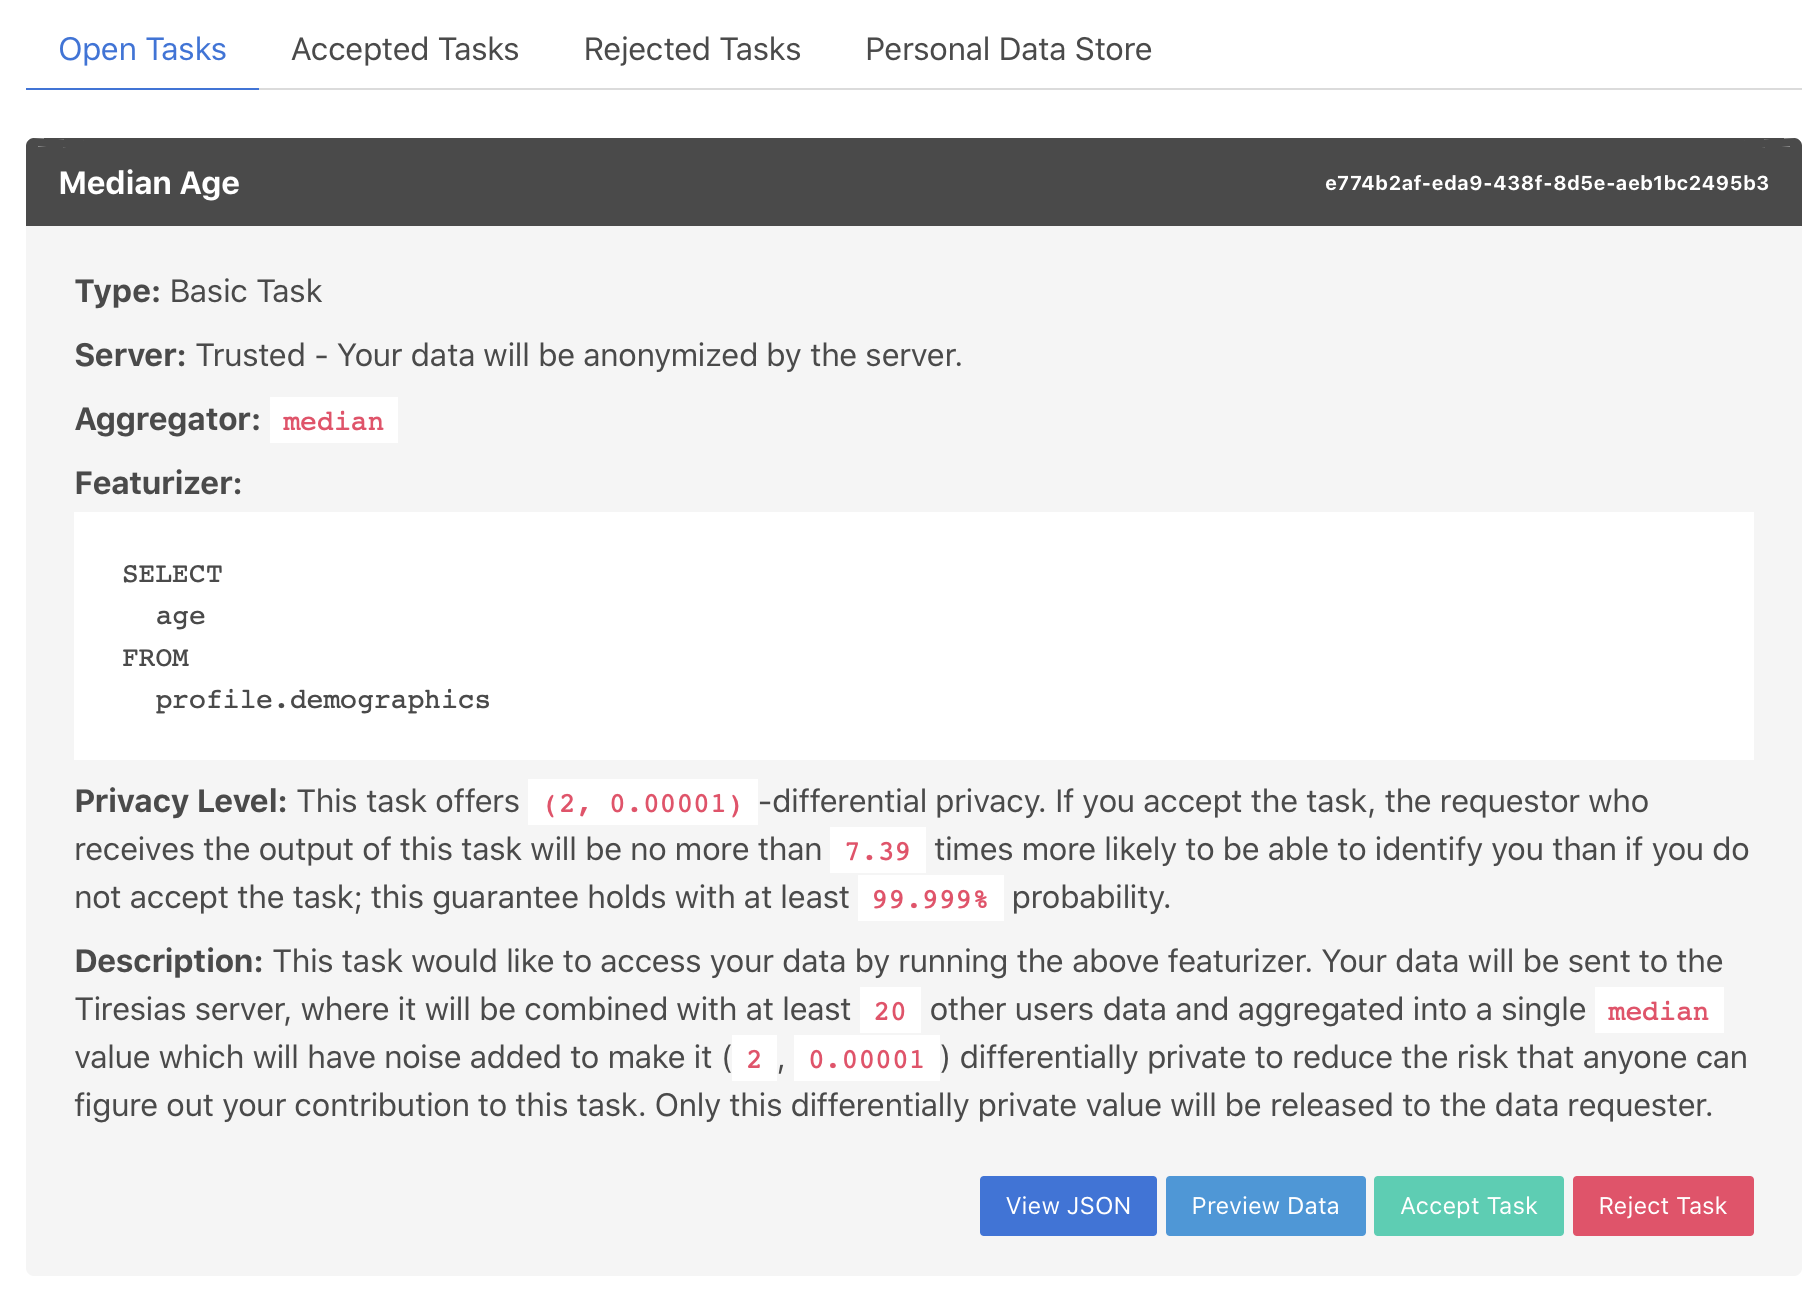 Open Tasks Accepted Tasks Rejected Tasks Personal Data Store
Median Age e774b2af-eda9-438f-8d5e-aeb1bc2495b3
Type: Basic Task
Server: Trusted - Your data will be anonymized by the server.
Aggregator: median
Featurizer:
SELECT
  age
FROM
  profile.demographics
Privacy Level: This task offers (2, 0.00001) -differential privacy. If you accept the task, the requestor who
receives the output of this task will be no more than 7.39 times more likely to be able to identify you than if you do
not accept the task; this guarantee holds with at least 99.999% probability.
Description: This task would like to access your data by running the above featurizer. Your data will be sent to the
Tiresias server, where it will be combined with at least 20 other users data and aggregated into a single median
value which will have noise added to make it ( 2 , 0.00001 ) differentially private to reduce the risk that anyone can
figure out your contribution to this task. Only this differentially private value will be released to the data requester.
View JSON Preview Data Accept Task Reject Task